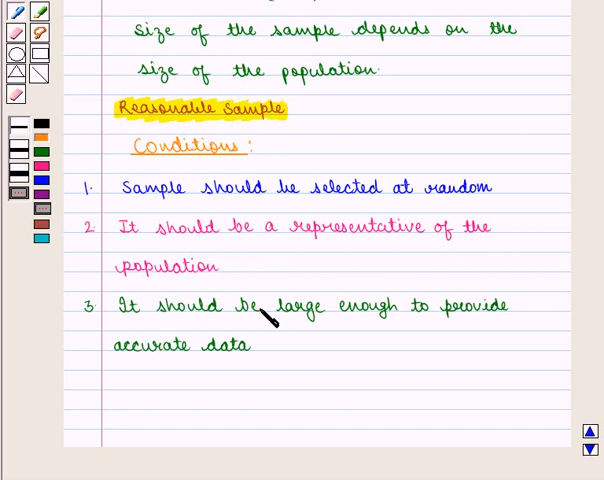 Size of the sample depends on the
size of the population.
Reasonable Sample
Conditions :
1. Sample should be selected at random
2. It should be a representative of the
population
3. It should be large enough to provide
accurate data